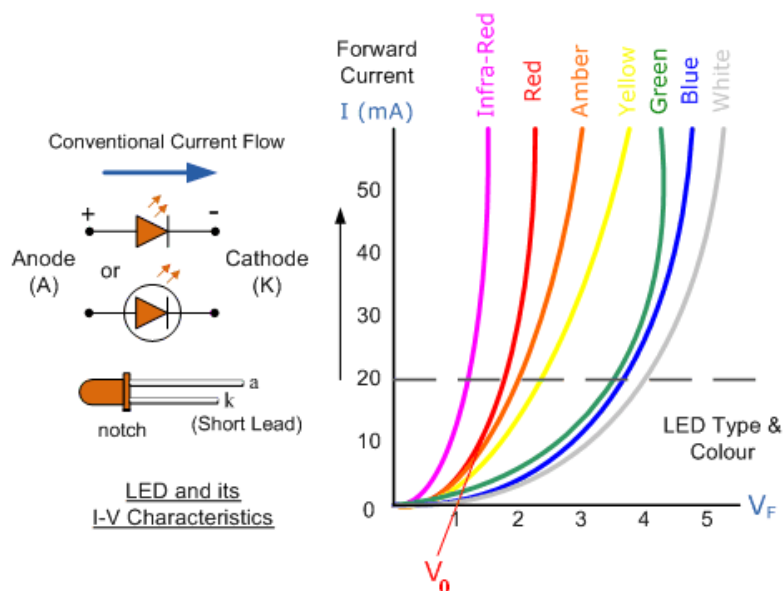 Conventional Current Flow
+
-
Anode
(A)
or
Cathode
(K)
a
k
notch
(Short Lead)
LED and its
I-V Characteristics
Forward
Current
I (mA)
Infra-Red
Red
Amber
Yellow
Green
Blue
White
50
40
30
20
10
0
1
2
3
4
5
V_F
V_0
LED Type &
Colour